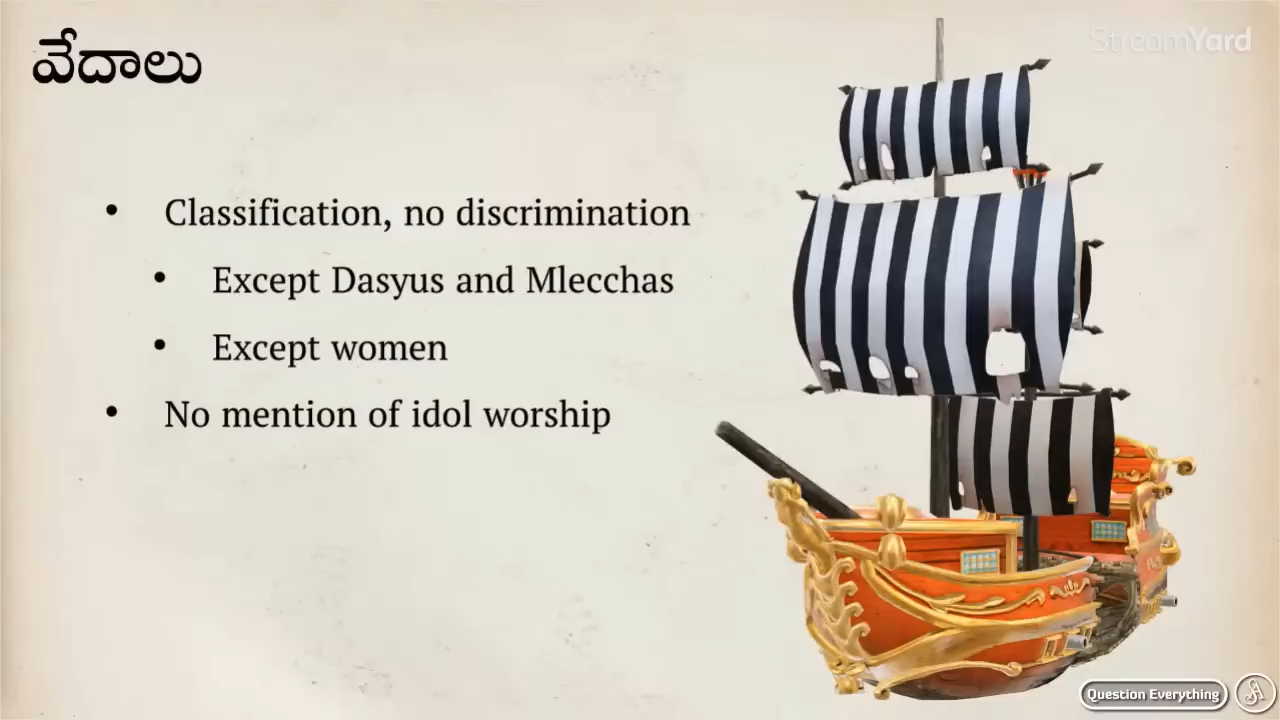 వేదాలు
StreamYard
• Classification, no discrimination
• Except Dasyus and Mlecchas
• Except women
• No mention of idol worship
Question Everything